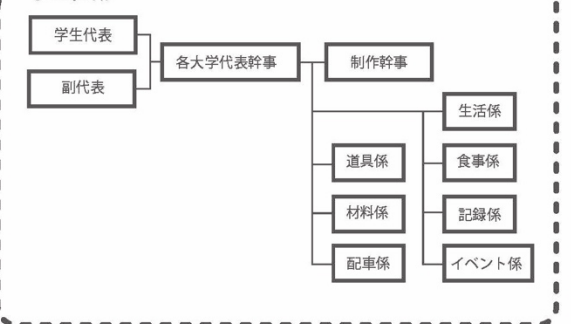 学生代表
副代表
各大学代表幹事
制作幹事
生活係
道具係
食事係
材料係
記録係
配車係
イベント係